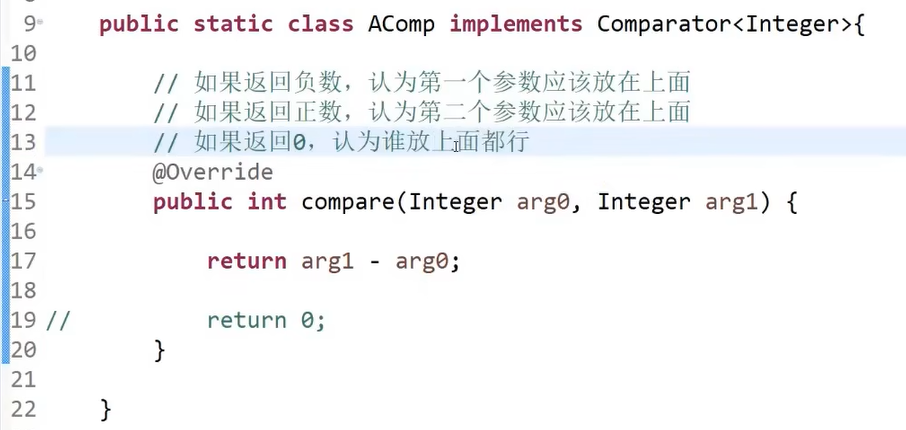 9 public static class AComp implements Comparator<Integer>{
10
11 // 如果返回负数，认为第一个参数应该放在上面
12 // 如果返回正数，认为第二个参数应该放在上面
13 // 如果返回0，认为谁放上面都行
14 @Override
15 public int compare(Integer arg0, Integer arg1) {
16
17 return arg1 - arg0;
18
19 // return 0;
20 }
21
22 }